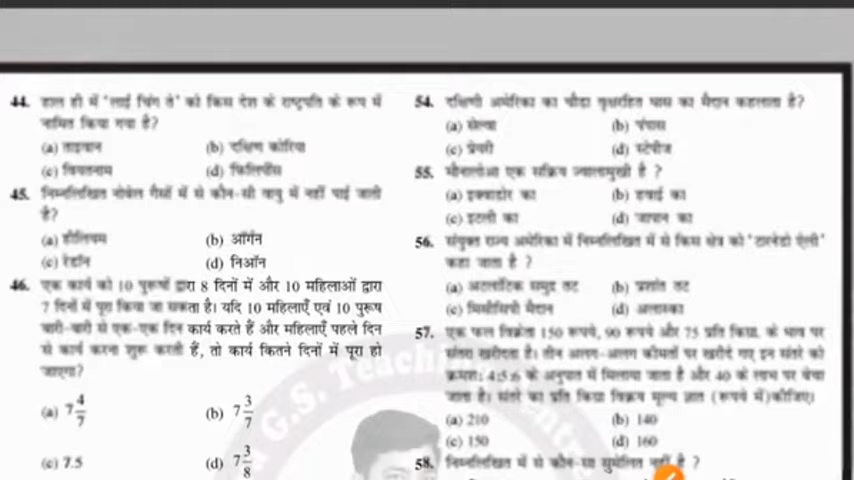 44. हाल ही में "लाई चिंग ते" को किस देश के राष्ट्रपति के रूप में
नामित किया गया है?
(a) ताइवान (b) दक्षिण कोरिया
(c) वियतनाम (d) फिलिपींस
45. निम्नलिखित नोबेल गैसों में से कौन-सी वायु में नहीं पाई जाती
है?
(a) हीलियम (b) ऑर्गन
(c) रेडॉन (d) निऑन
46. एक कार्य को 10 पुरूषों द्वारा 8 दिनों में और 10 महिलाओं द्वारा
7 दिनों में पूरा किया जा सकता है। यदि 10 महिलाएँ एवं 10 पुरूष
बारी-बारी से एक-एक दिन कार्य करते हैं और महिलाएँ पहले दिन
से कार्य करना शुरू करती हैं, तो कार्य कितने दिनों में पूरा हो
जाएगा?
(a) 7 4/7 (b) 7 3/7
(c) 7.5 (d) 7 3/8
54. दक्षिणी अमेरिका का चौड़ा वृक्षरहित घास का मैदान कहलाता है?
(a) सेल्वा (b) पंपास
(c) प्रेयरी (d) स्टेपीज
55. मौनालोआ एक सक्रिय ज्वालामुखी है ?
(a) इक्वाडोर का (b) हवाई का
(c) इटली का (d) जापान का
56. संयुक्त राज्य अमेरिका में निम्नलिखित में से किस क्षेत्र को "टारनेडो ऐली"
कहा जाता है ?
(a) अटलांटिक समुद्र तट (b) प्रशांत तट
(c) मिसीसिपी मैदान (d) अलास्का
57. एक फल विक्रेता 150 रूपये, 90 रूपये और 75 प्रति किग्रा. के भाव पर
संतरा खरीदता है। तीन अलग-अलग कीमतों पर खरीदे गए इन संतरे को
क्रमश: 4:5:6 के अनुपात में मिलाया जाता है और 40 के लाभ पर बेचा
जाता है। संतरे का प्रति किग्रा विक्रय मूल्य ज्ञात (रूपये में)कीजिए।
(a) 210 (b) 140
(c) 150 (d) 160
58. निम्नलिखित में से कौन-सा सुमेलित नहीं है ?
G.S. Teaching